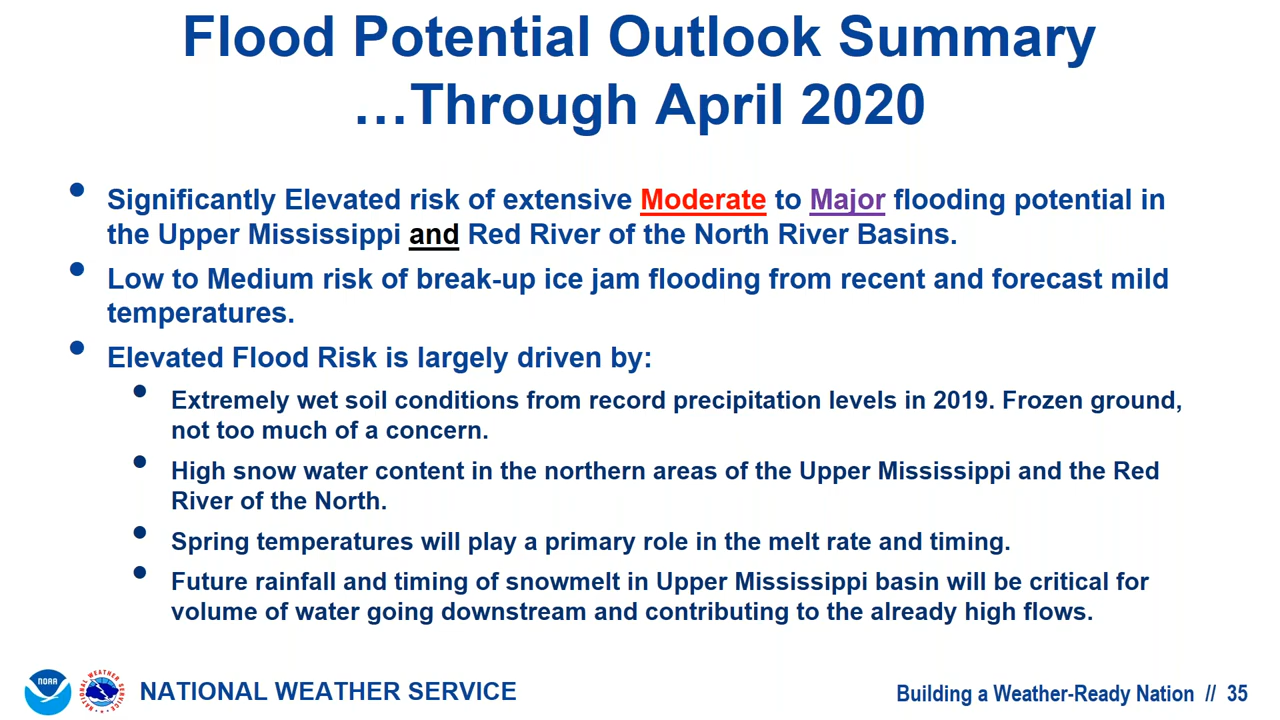 Flood Potential Outlook Summary
…Through April 2020
• Significantly Elevated risk of extensive Moderate to Major flooding potential in
the Upper Mississippi and Red River of the North River Basins.
• Low to Medium risk of break-up ice jam flooding from recent and forecast mild
temperatures.
• Elevated Flood Risk is largely driven by:
• Extremely wet soil conditions from record precipitation levels in 2019. Frozen ground,
not too much of a concern.
• High snow water content in the northern areas of the Upper Mississippi and the Red
River of the North.
• Spring temperatures will play a primary role in the melt rate and timing.
• Future rainfall and timing of snowmelt in Upper Mississippi basin will be critical for
volume of water going downstream and contributing to the already high flows.
NOAA
NATIONAL WEATHER SERVICE
NATIONAL WEATHER SERVICE
Building a Weather-Ready Nation // 35